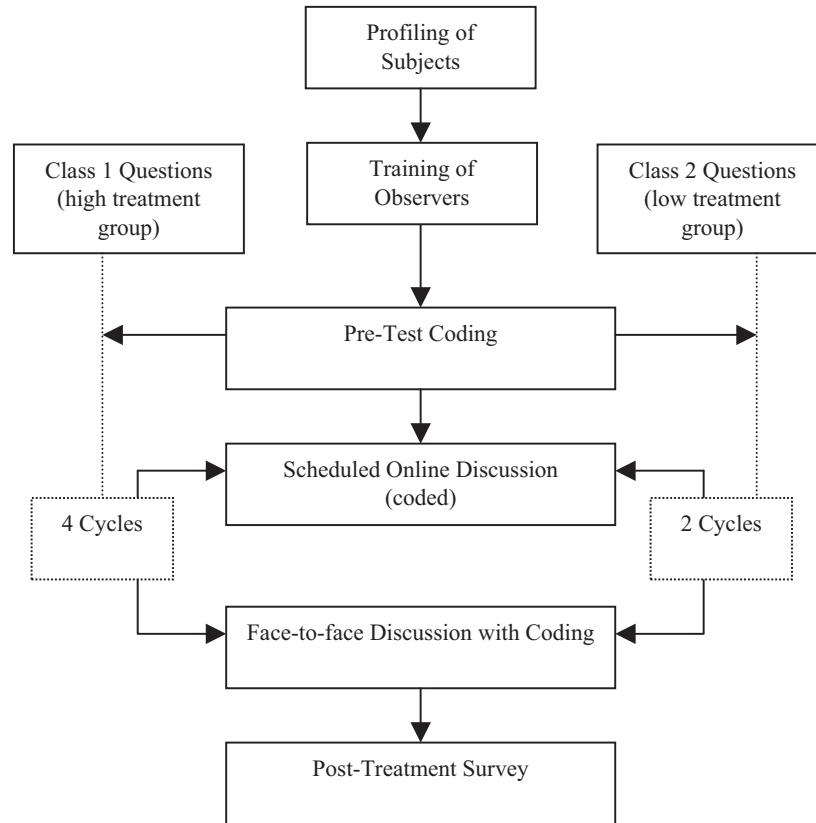 Profiling of
Subjects
Class 1 Questions
(high treatment
group)
Training of
Observers
Class 2 Questions
(low treatment
group)
Pre-Test Coding
Scheduled Online Discussion
(coded)
4 Cycles
2 Cycles
Face-to-face Discussion with Coding
Post-Treatment Survey